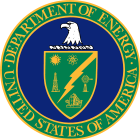 DEPARTMENT OF ENERGY
UNITED STATES OF AMERICA